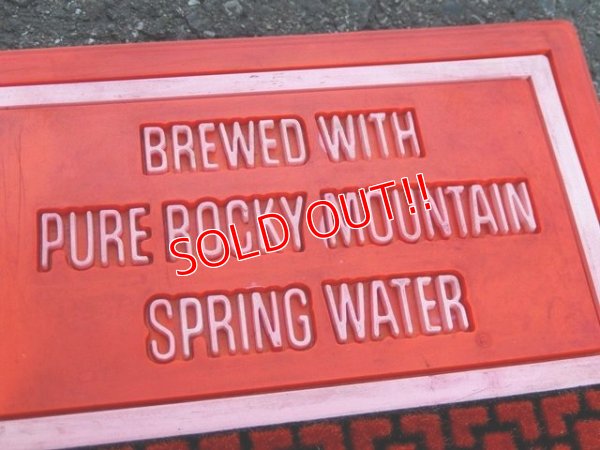 BREWED WITH
PURE ROCKY MOUNTAIN
SOLD OUT!!
SPRING WATER